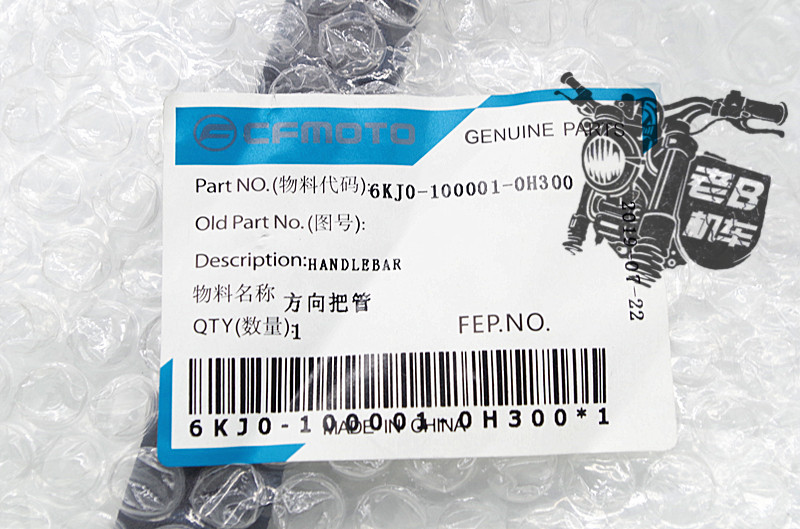 CFMOTO
GENUINE PARTS
Part NO.(物料代码):6KJ0-100001-0H300
Old Part No.(图号):
Description:HANDLEBAR
物料名称 方向把管
QTY(数量):1
FEP.NO.
2019-07-22
6KJ0-100001-0H300*1
MADE IN CHINA
老B
机车